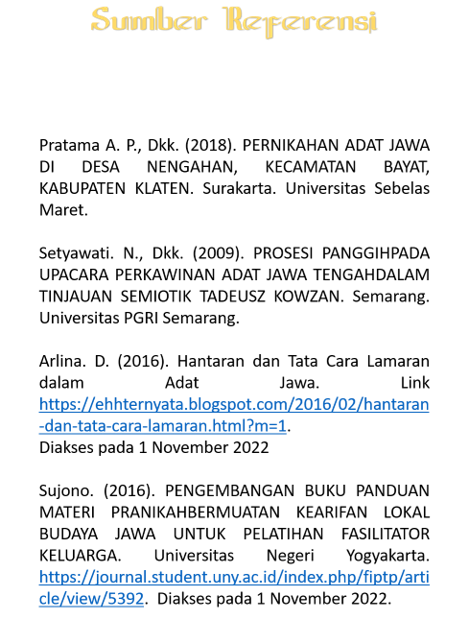 Sumber Referensi
Pratama A. P., Dkk. (2018). PERNIKAHAN ADAT JAWA
DI DESA NENGAHAN, KECAMATAN BAYAT,
KABUPATEN KLATEN. Surakarta. Universitas Sebelas
Maret.
Setyawati. N., Dkk. (2009). PROSESI PANGGIHPADA
UPACARA PERKAWINAN ADAT JAWA TENGAHDALAM
TINJAUAN SEMIOTIK TADEUSZ KOWZAN. Semarang.
Universitas PGRI Semarang.
Arlina. D. (2016). Hantaran dan Tata Cara Lamaran
dalam Adat Jawa. Link
https://ehhternyata.blogspot.com/2016/02/hantaran
-dan-tata-cara-lamaran.html?m=1.
Diakses pada 1 November 2022
Sujono. (2016). PENGEMBANGAN BUKU PANDUAN
MATERI PRANIKAHBERMUATAN KEARIFAN LOKAL
BUDAYA JAWA UNTUK PELATIHAN FASILITATOR
KELUARGA. Universitas Negeri Yogyakarta.
https://journal.student.uny.ac.id/index.php/fiptp/arti
cle/view/5392. Diakses pada 1 November 2022.